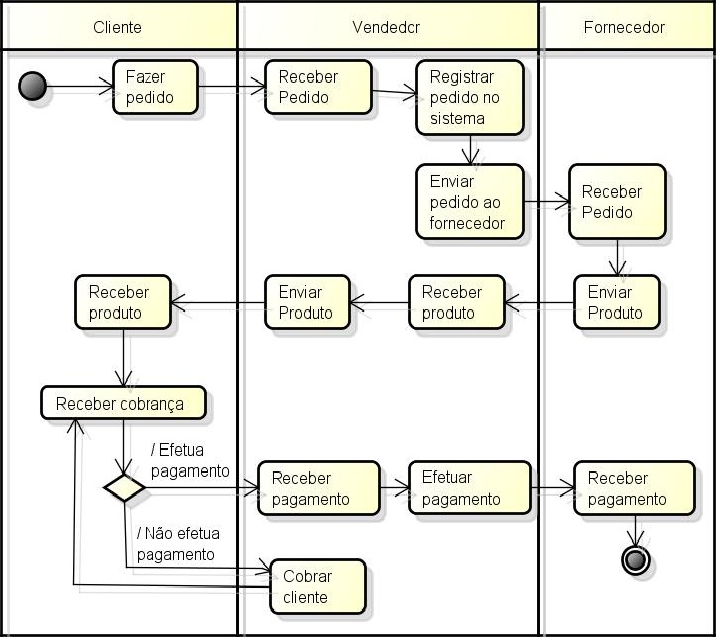 Cliente
Vendedor
Fornecedor
Fazer
pedido
Receber
Pedido
Registrar
pedido no
sistema
Enviar
pedido ao
fornecedor
Receber
Pedido
Receber
produto
Enviar
Produto
Receber
produto
Enviar
Produto
Receber cobrança
/ Efetua
pagamento
Receber
pagamento
Efetuar
pagamento
Receber
pagamento
/ Não efetua
pagamento
Cobrar
cliente